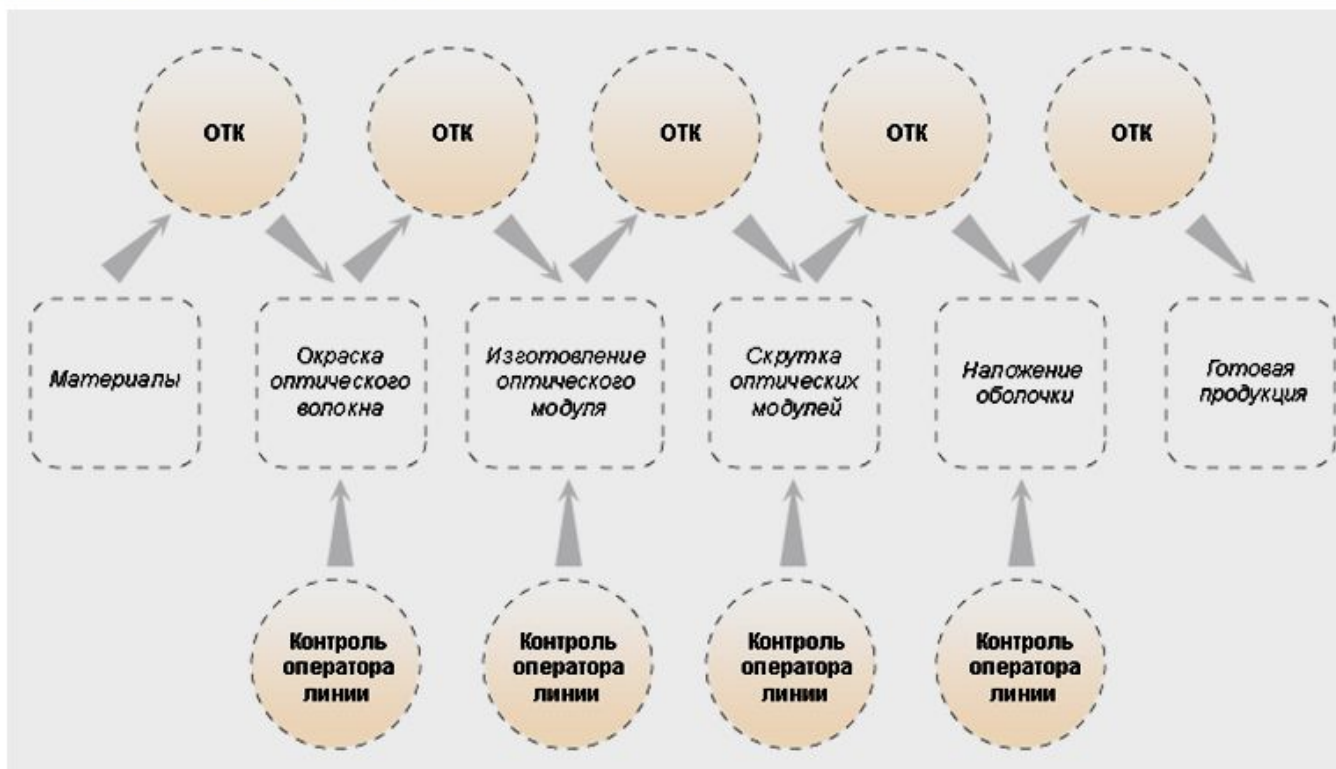 ОТК
ОТК
ОТК
ОТК
ОТК
Материалы
Окраска
оптического
волокна
Изготовление
оптического
модуля
Скрутка
оптических
модулей
Наложение
оболочки
Готовая
продукция
Контроль
оператора
линии
Контроль
оператора
линии
Контроль
оператора
линии
Контроль
оператора
линии